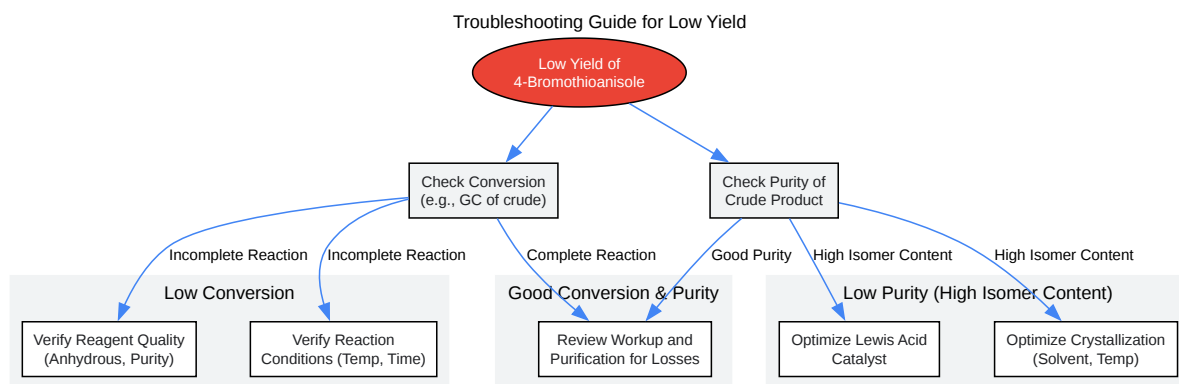 Troubleshooting Guide for Low Yield
Low Yield of
4-Bromothioanisole
Check Conversion
(e.g., GC of crude)
Check Purity of
Crude Product
Incomplete Reaction
Incomplete Reaction
Complete Reaction
Good Purity
High Isomer Content
High Isomer Content
Low Conversion
Good Conversion & Purity
Low Purity (High Isomer Content)
Verify Reagent Quality
(Anhydrous, Purity)
Verify Reaction
Conditions (Temp, Time)
Review Workup and
Purification for Losses
Optimize Lewis Acid
Catalyst
Optimize Crystallization
(Solvent, Temp)